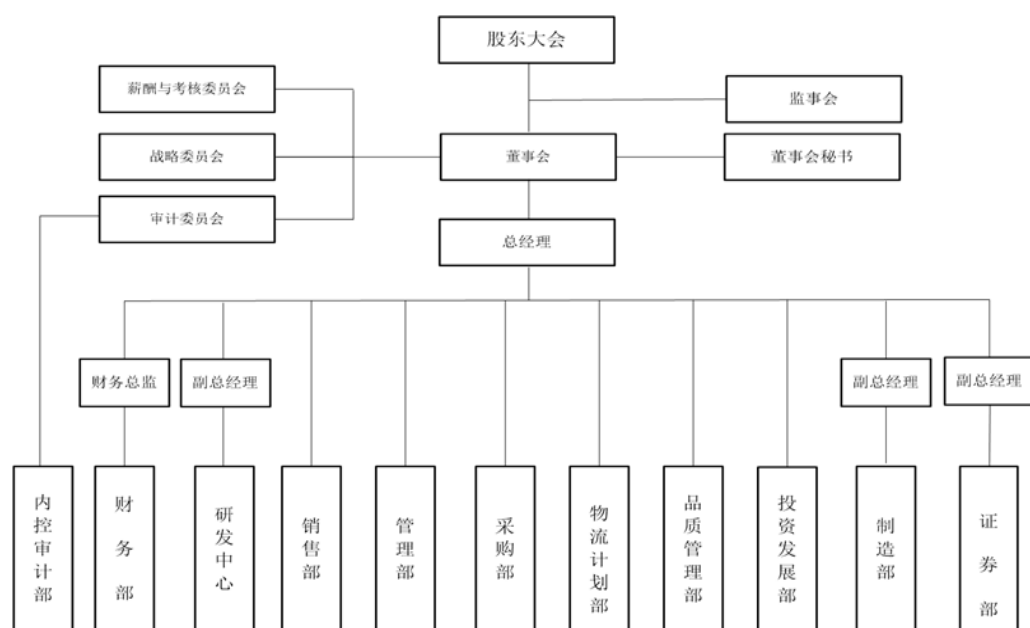 股东大会
薪酬与考核委员会
监事会
战略委员会
董事会
董事会秘书
审计委员会
总经理
财务总监
副总经理
副总经理
副总经理
内控审计部
财务部
研发中心
销售部
管理部
采购部
物流计划部
品质管理部
投资发展部
制造部
证券部